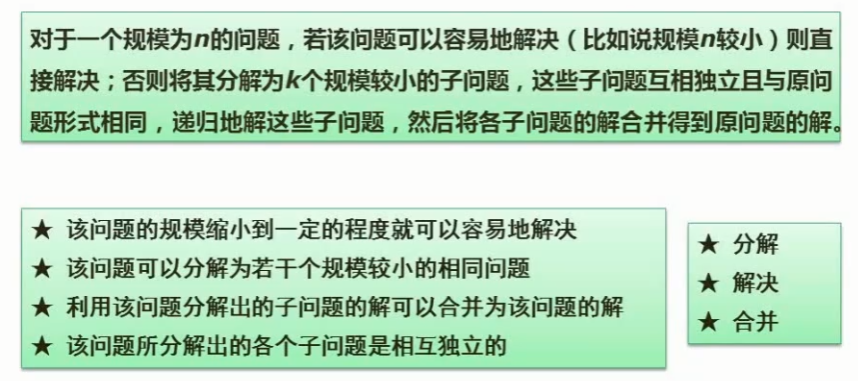 对于一个规模为n的问题，若该问题可以容易地解决（比如说规模n较小）则直
接解决；否则将其分解为k个规模较小的子问题，这些子问题互相独立且与原问
题形式相同，递归地解这些子问题，然后将各子问题的解合并得到原问题的解。
★ 该问题的规模缩小到一定的程度就可以容易地解决
★ 该问题可以分解为若干个规模较小的相同问题
★ 利用该问题分解出的子问题的解可以合并为该问题的解
★ 该问题所分解出的各个子问题是相互独立的
★ 分解
★ 解决
★ 合并